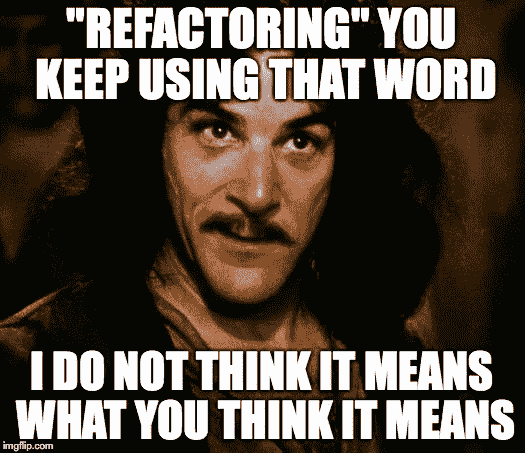 "REFACTORING" YOU
KEEP USING THAT WORD
I DO NOT THINK IT MEANS
WHAT YOU THINK IT MEANS
imgflip.com